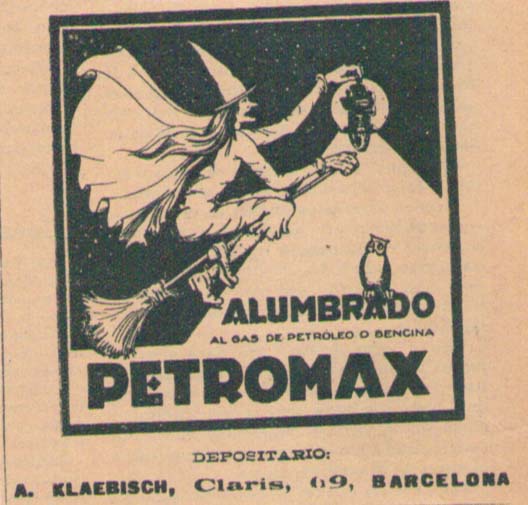 ALUMBRADO
AL GAS DE PETRÓLEO O BENCINA
PETROMAX
DEPOSITARIO:
A. KLAEBISCH, Claris, 69, BARCELONA